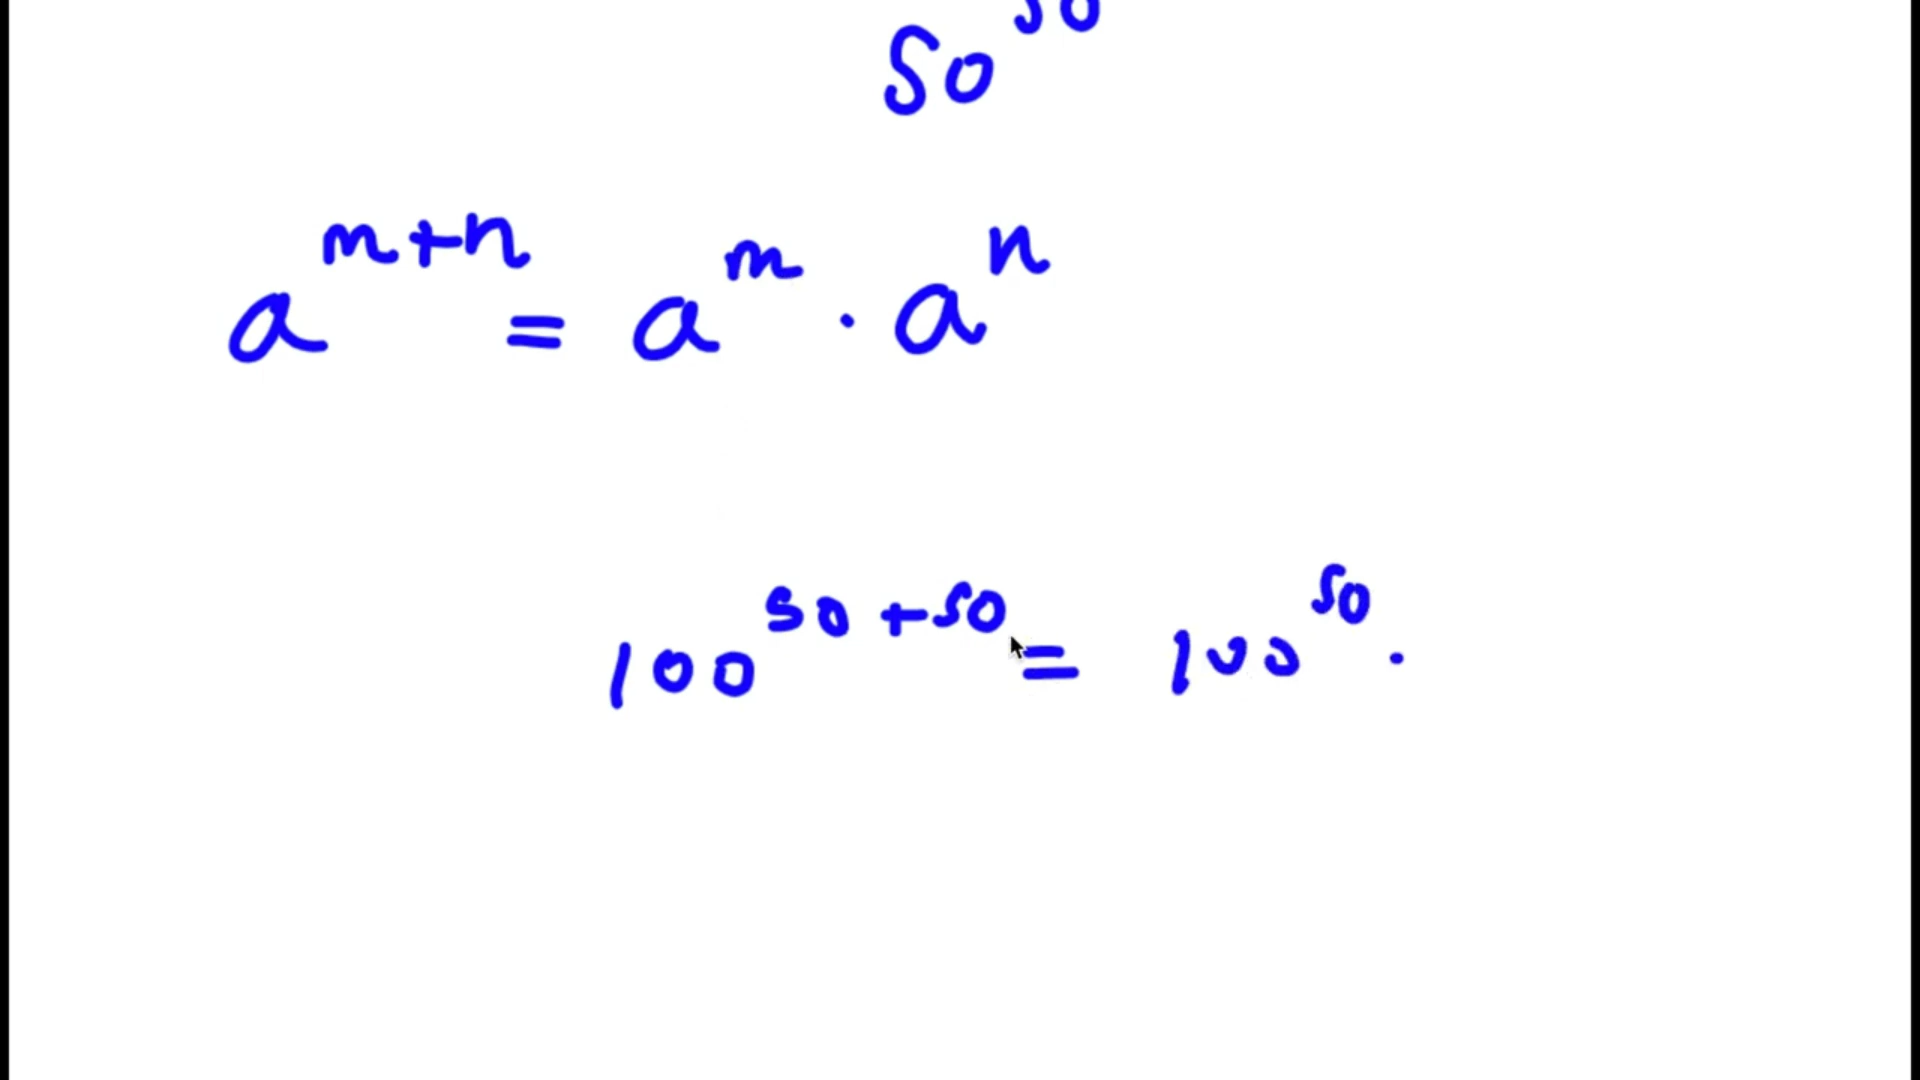 50^50
a^{m+n} = a^m · a^n
100^{50+50} = 100^{50} ·